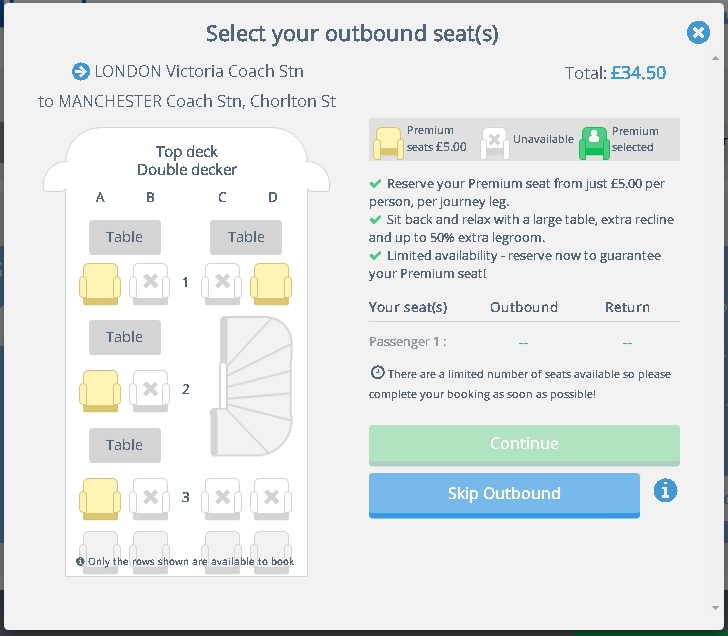 Select your outbound seat(s)
LONDON Victoria Coach Stn
to MANCHESTER Coach Stn, Chorlton St
Total: £34.50
Top deck
Double decker
A B C D
Table Table
1
Table
2
Table
3
Only the rows shown are available to book
Premium
seats £5.00
Unavailable
Premium
selected
Reserve your Premium seat from just £5.00 per
person, per journey leg.
Sit back and relax with a large table, extra recline
and up to 50% extra legroom.
Limited availability - reserve now to guarantee
your Premium seat!
Your seat(s) Outbound Return
Passenger 1 : -- --
There are a limited number of seats available so please
complete your booking as soon as possible!
Continue
Skip Outbound